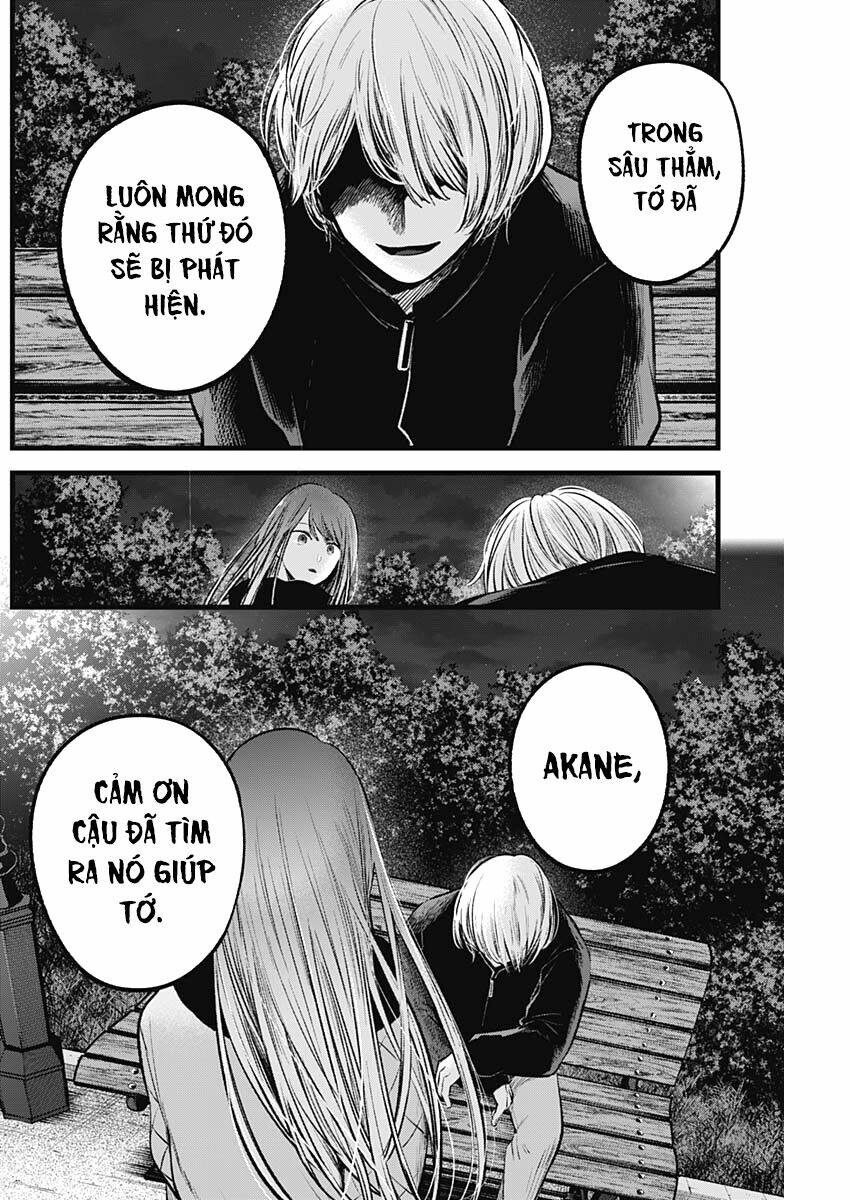 TRONG
SÂU THẲM,
TỚ ĐÃ
LUÔN MONG
RẰNG THỨ ĐÓ
SẼ BỊ PHÁT
HIỆN.
AKANE,
CẢM ƠN
CẬU ĐÃ TÌM
RA NÓ GIÚP
TỚ.